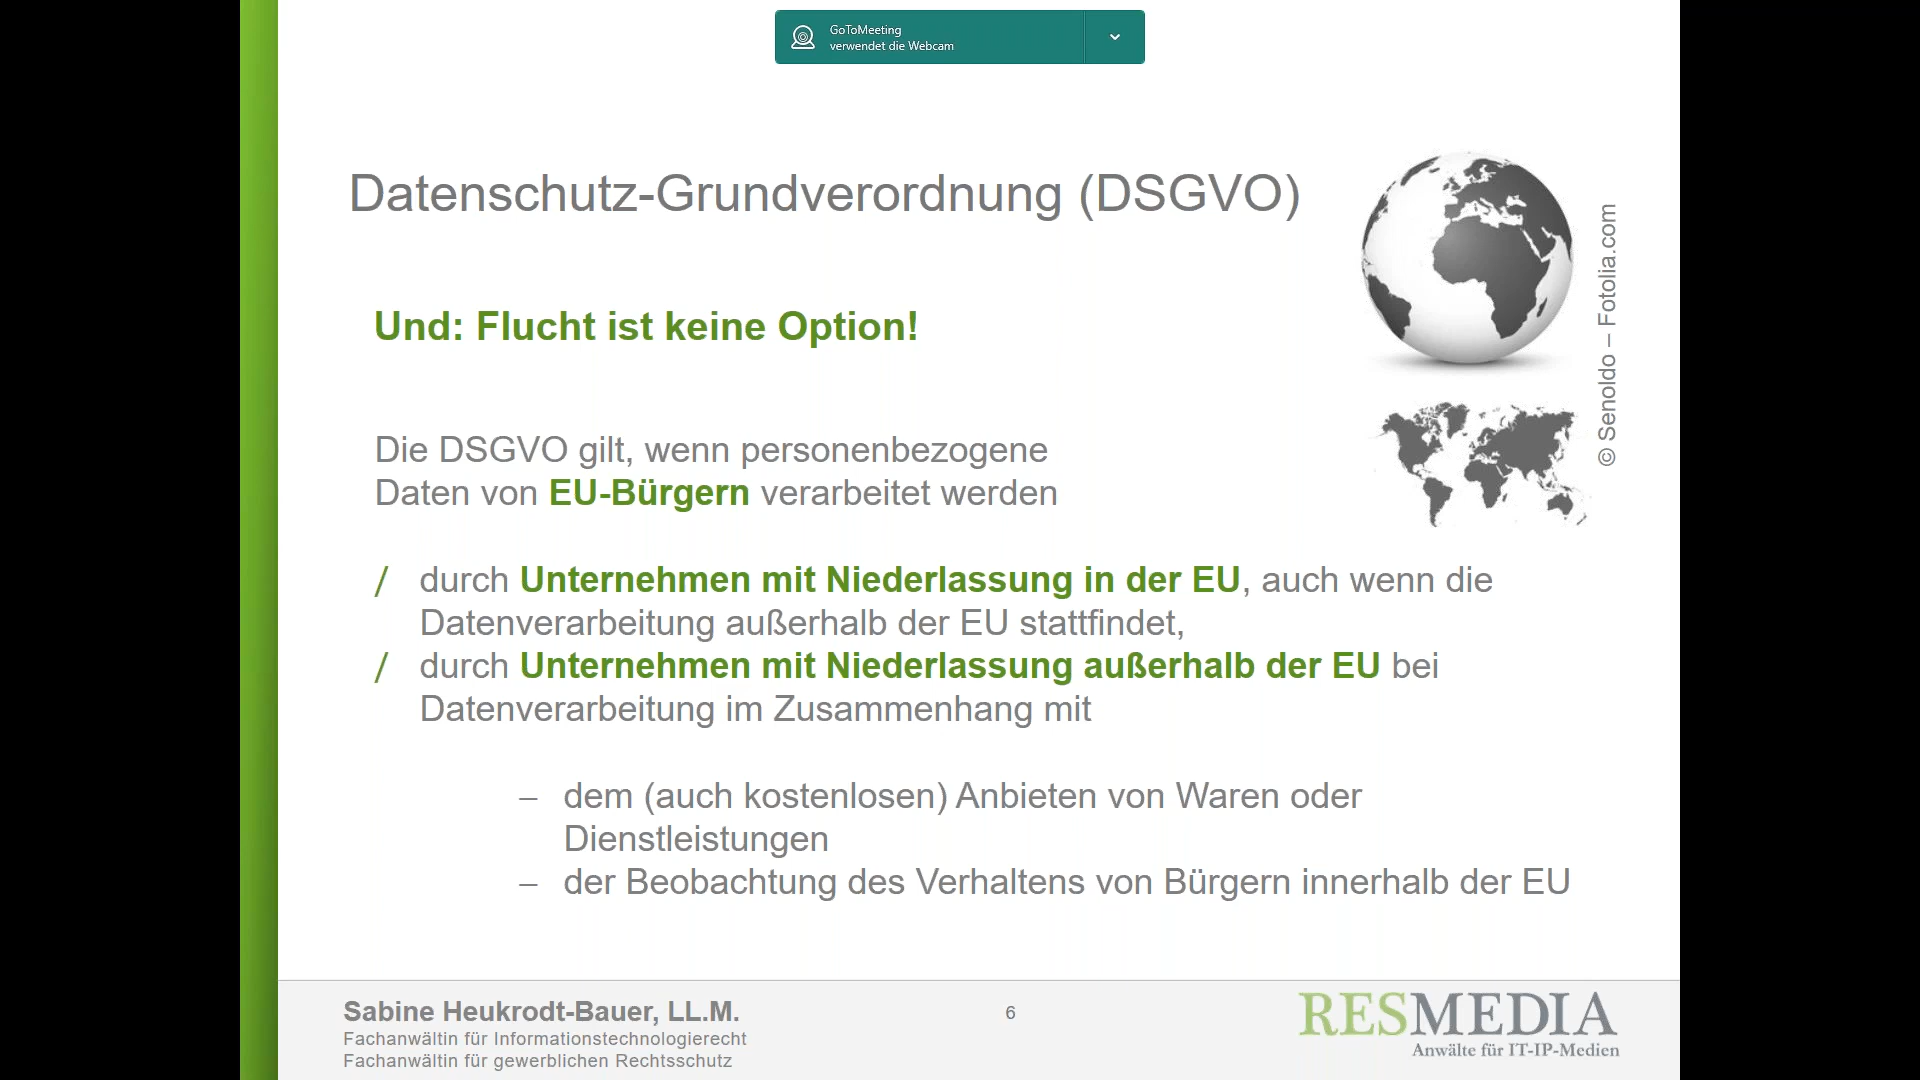 GoToMeeting
verwendet die Webcam
Datenschutz-Grundverordnung (DSGVO)
© Senoldo – Fotolia.com
Und: Flucht ist keine Option!
Die DSGVO gilt, wenn personenbezogene
Daten von EU-Bürgern verarbeitet werden
/ durch Unternehmen mit Niederlassung in der EU, auch wenn die
Datenverarbeitung außerhalb der EU stattfindet,
/ durch Unternehmen mit Niederlassung außerhalb der EU bei
Datenverarbeitung im Zusammenhang mit
– dem (auch kostenlosen) Anbieten von Waren oder
Dienstleistungen
– der Beobachtung des Verhaltens von Bürgern innerhalb der EU
Sabine Heukrodt-Bauer, LL.M.
Fachanwältin für Informationstechnologierecht
Fachanwältin für gewerblichen Rechtsschutz
6
RESMEDIA
Anwälte für IT-IP-Medien